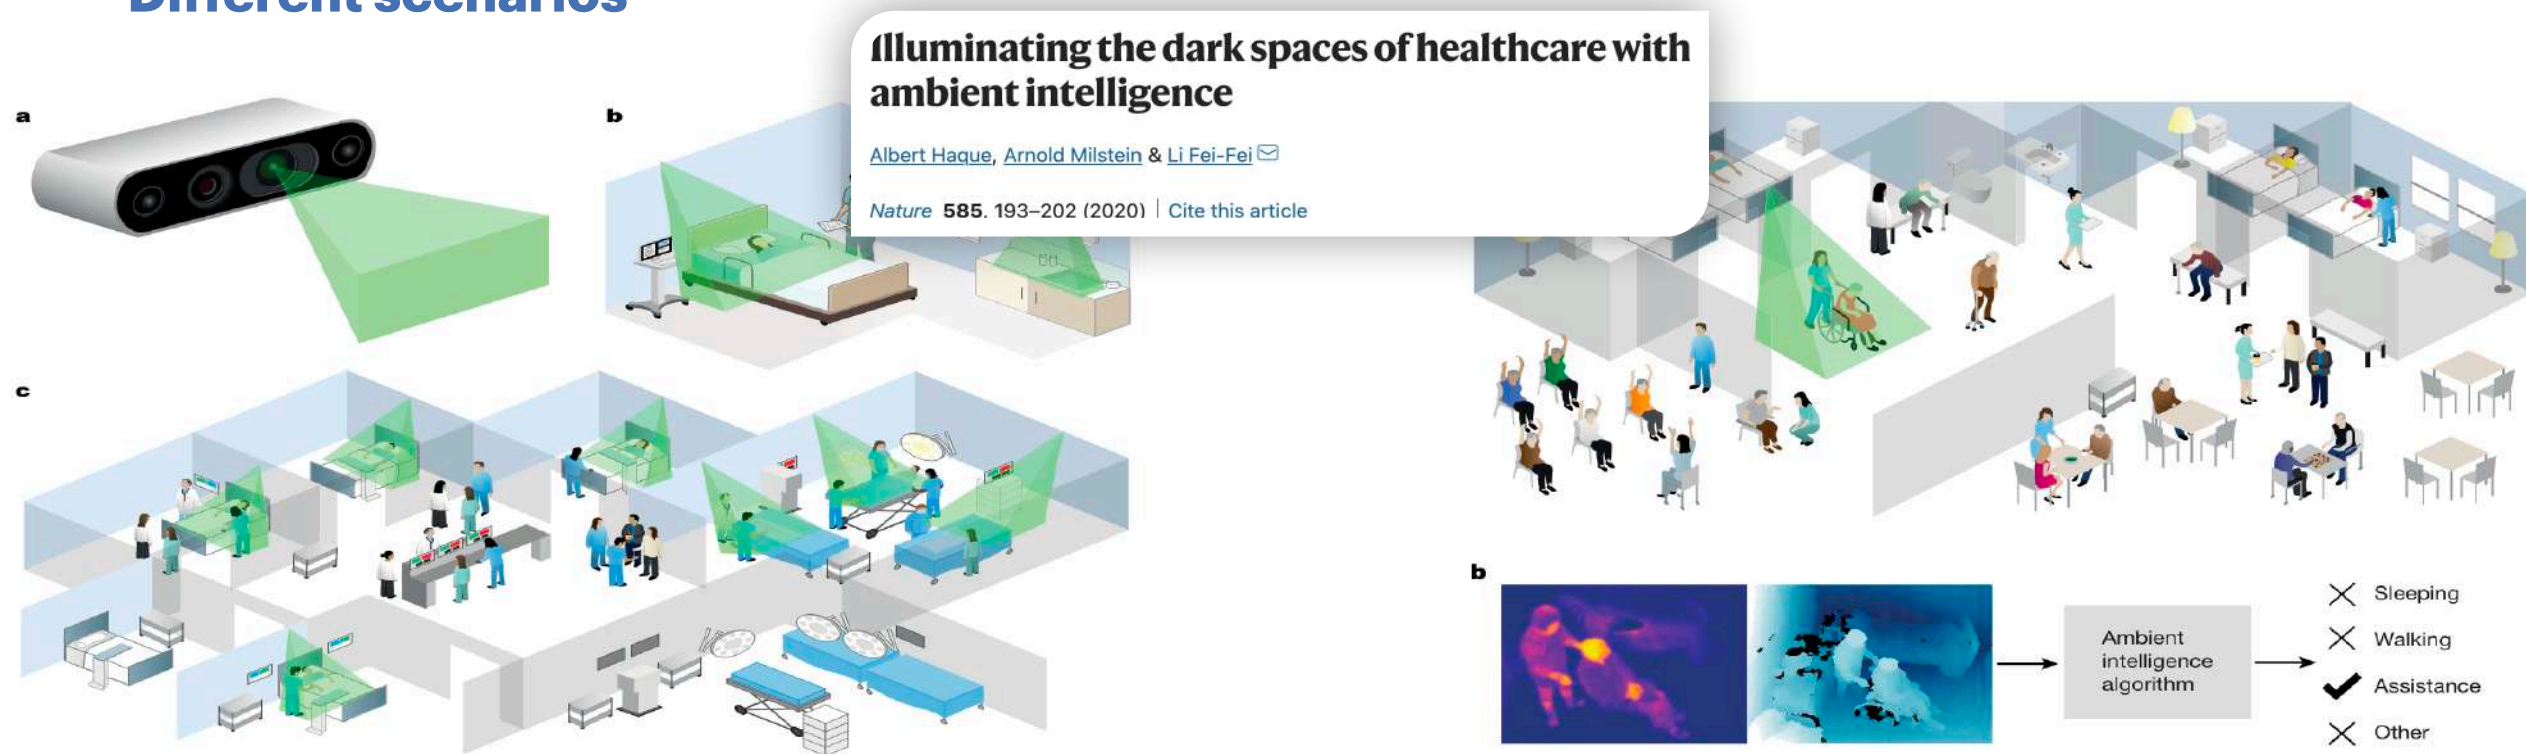 Different scenarios
Illuminating the dark spaces of healthcare with
ambient intelligence
Albert Haque, Arnold Milstein & Li Fei-Fei
Nature 585. 193–202 (2020) | Cite this article
a
b
c
b
Ambient
intelligence
algorithm
Sleeping
Walking
Assistance
Other